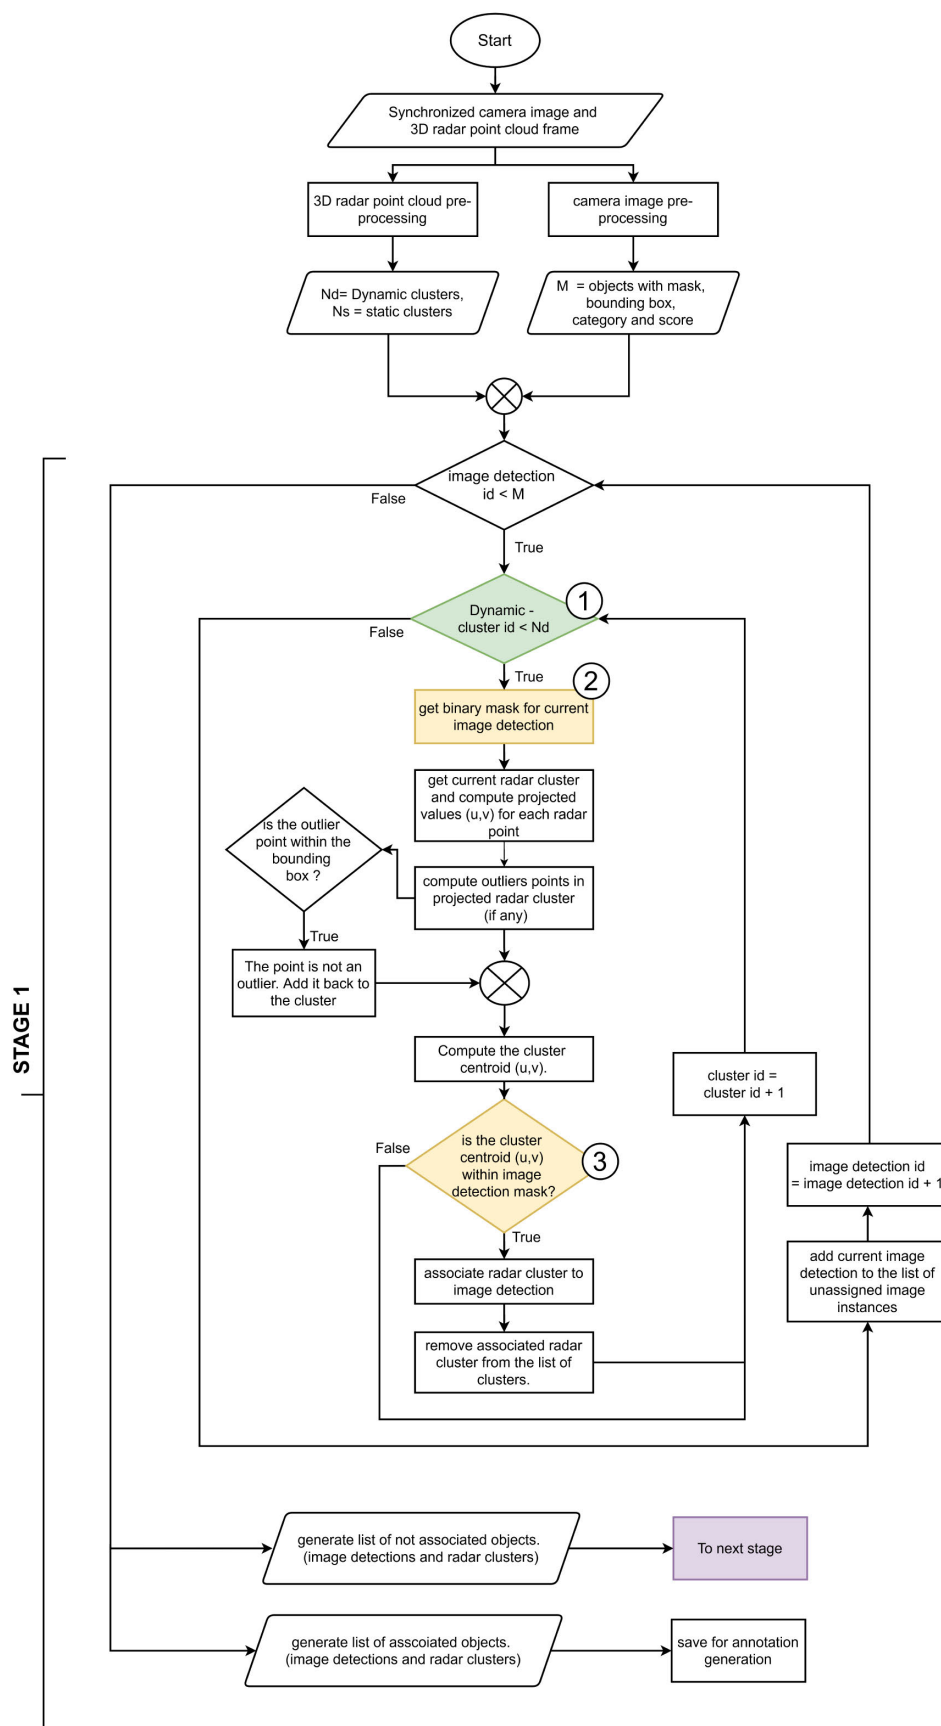 Start
Synchronized camera image and
3D radar point cloud frame
3D radar point cloud pre-
processing
camera image pre-
processing
Nd= Dynamic clusters,
Ns = static clusters
M = objects with mask,
bounding box,
category and score
image detection
id < M
False
True
Dynamic -
cluster id < Nd
1
False
True
2
get binary mask for current
image detection
get current radar cluster
and compute projected
values (u,v) for each radar
point
is the outlier
point within the
bounding
box ?
compute outliers points in
projected radar cluster
(if any)
True
The point is not an
outlier. Add it back to
the cluster
Compute the cluster
centroid (u,v).
cluster id =
cluster id + 1
False
is the cluster
centroid (u,v)
within image
detection mask?
3
True
image detection id
= image detection id + 1
associate radar cluster to
image detection
add current image
detection to the list of
unassigned image
instances
remove associated radar
cluster from the list of
clusters.
STAGE 1
generate list of not associated objects.
(image detections and radar clusters)
To next stage
generate list of asscoiated objects.
(image detections and radar clusters)
save for annotation
generation